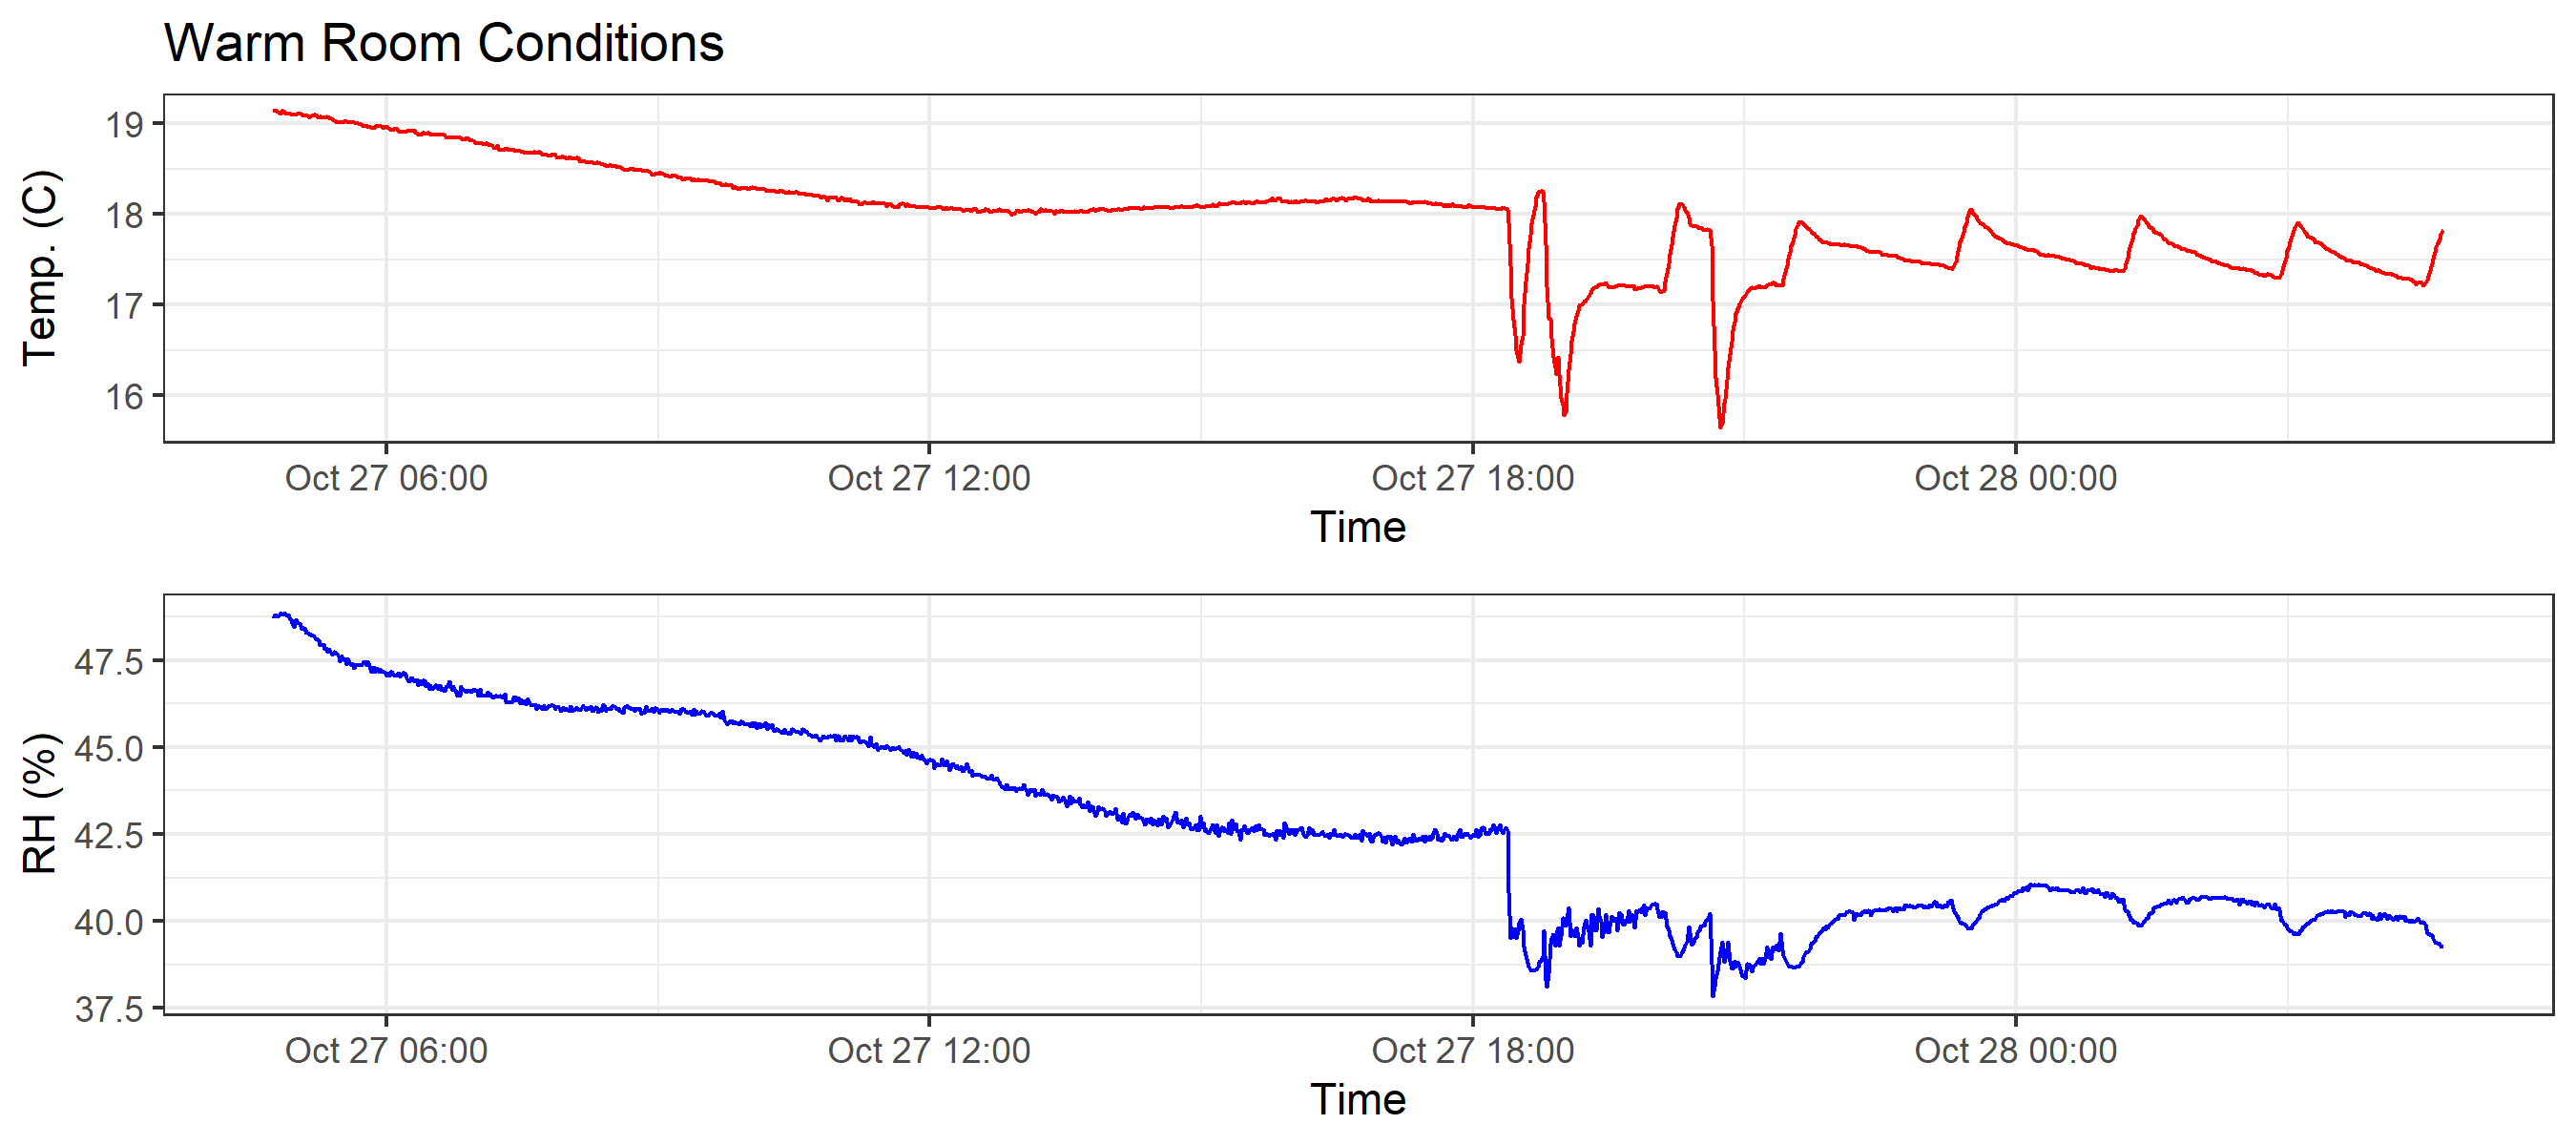 Warm Room Conditions
Temp. (C)
19
18
17
16
Oct 27 06:00 Oct 27 12:00 Oct 27 18:00 Oct 28 00:00
Time
RH (%)
47.5
45.0
42.5
40.0
37.5
Oct 27 06:00 Oct 27 12:00 Oct 27 18:00 Oct 28 00:00
Time